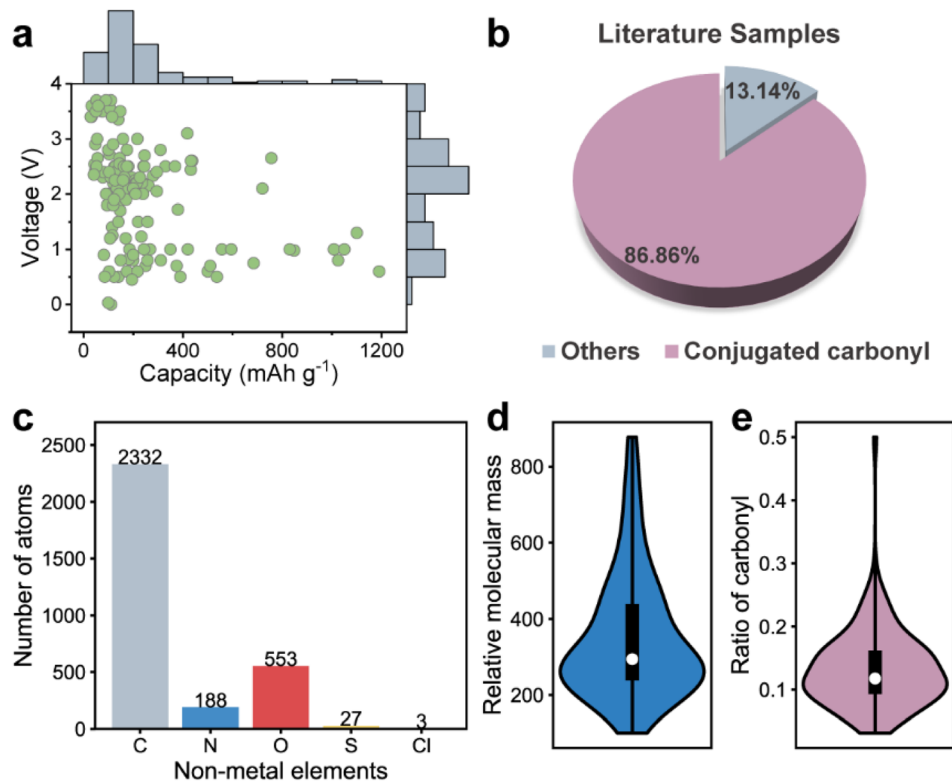 a
4
3
2
1
0
Voltage (V)
0 400 800 1200
Capacity (mAh g⁻¹)
b
Literature Samples
13.14%
86.86%
Others Conjugated carbonyl
c
2500
2000
1500
1000
500
0
Number of atoms
2332
188
553
27
3
C N O S Cl
Non-metal elements
d
800
600
400
200
Relative molecular mass
e
0.5
0.4
0.3
0.2
0.1
Ratio of carbonyl